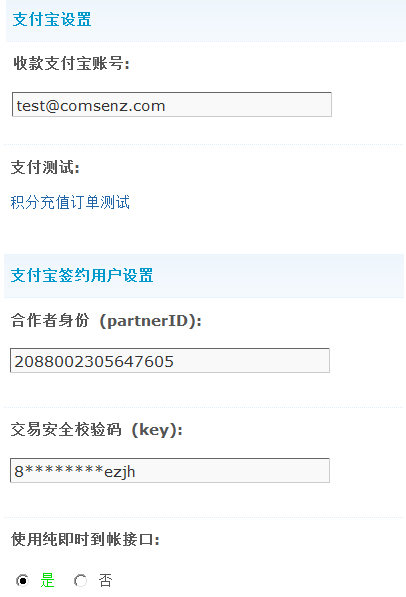 支付宝设置
收款支付宝账号:
test@comsenz.com
支付测试:
积分充值订单测试
支付宝签约用户设置
合作者身份 (partnerID):
2088002305647605
交易安全校验码 (key):
8********ezjh
使用纯即时到帐接口:
是 否